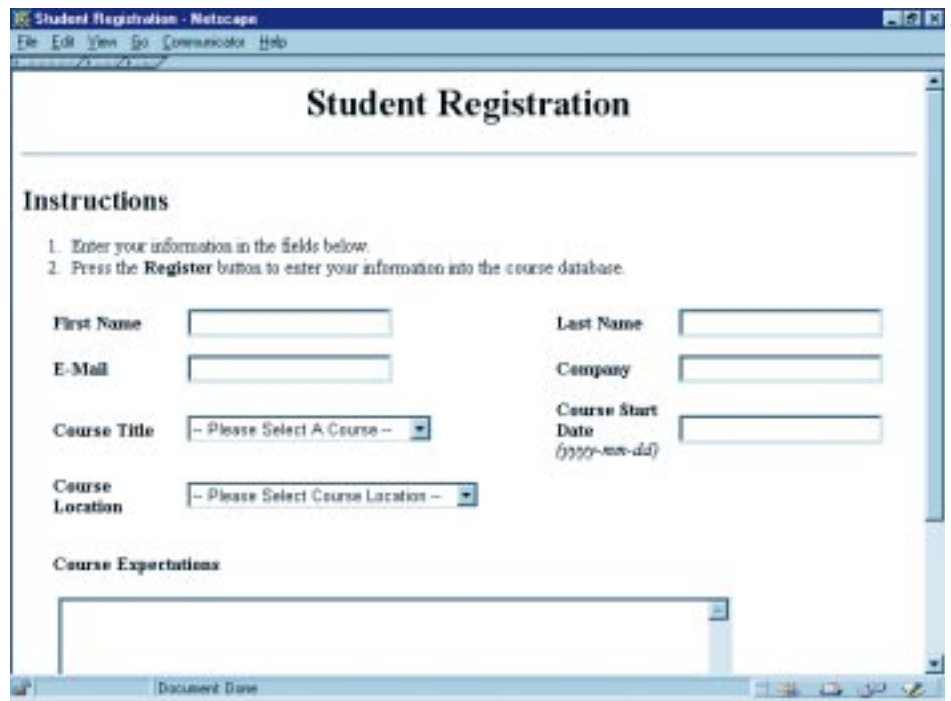 Student Registration - Netscape
File Edit View Go Communicator Help
Student Registration
Instructions
1. Enter your information in the fields below.
2. Press the Register button to enter your information into the course database.
First Name
Last Name
E-Mail
Company
Course Title
-- Please Select A Course --
Course Start
Date
(yyyy-mm-dd)
Course
Location
-- Please Select Course Location --
Course Expectations
Document Done